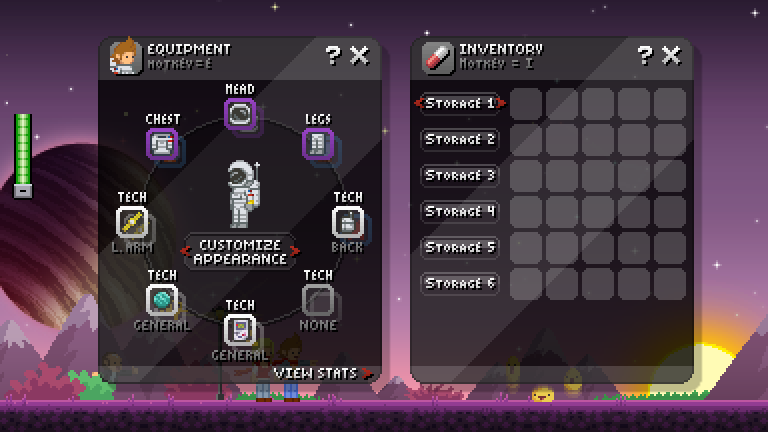 EQUIPMENT
HOTKEY = E
? X
HEAD
CHEST
LEGS
TECH
L.ARM
TECH
BACK
CUSTOMIZE
APPEARANCE
TECH
GENERAL
TECH
GENERAL
TECH
NONE
VIEW STATS
INVENTORY
HOTKEY = I
? X
STORAGE 1
STORAGE 2
STORAGE 3
STORAGE 4
STORAGE 5
STORAGE 6